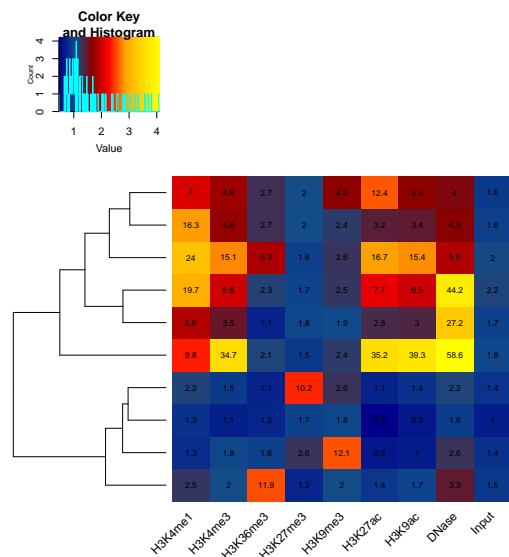 Color Key
and Histogram
Count
0 1 2 3 4
1 2 3 4
Value
7 4.9 2.7 2 4.4 12.4 4.4 4 1.6
16.3 4.6 2.7 2 2.4 3.2 3.4 4.3 1.6
24 15.1 5.3 1.6 2.6 16.7 15.4 5.5 2
19.7 6.6 2.3 1.7 2.5 7.7 6.5 44.2 2.2
5.6 3.5 1.1 1.8 1.9 2.8 3 27.2 1.7
9.8 34.7 2.1 1.5 2.4 35.2 39.3 58.6 1.8
2.2 1.5 1.1 10.2 2.6 1.1 1.4 2.2 1.4
1.3 1.1 1.2 1.7 1.8 0.9 1.6 1
1.3 1.8 1.6 2.6 12.1 0.9 1 2.6 1.4
2.5 2 11.9 1.2 2 1.4 1.7 3.3 1.5
H3K4me1 H3K4me3 H3K36me3 H3K27me3 H3K9me3 H3K27ac H3K9ac DNase Input